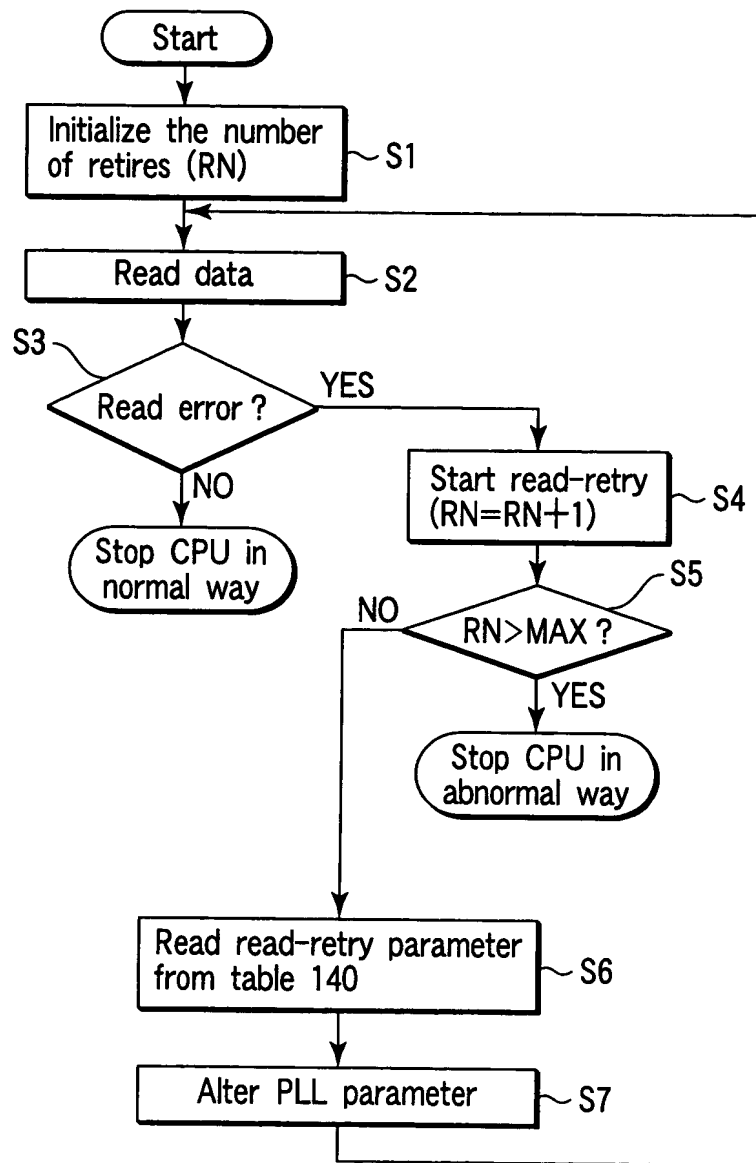 Start
Initialize the number
of retires (RN)
S1
Read data
S2
S3
Read error?
YES
NO
Stop CPU in
normal way
Start read-retry
(RN=RN+1)
S4
S5
RN>MAX?
NO
YES
Stop CPU in
abnormal way
Read read-retry parameter
from table 140
S6
Alter PLL parameter
S7